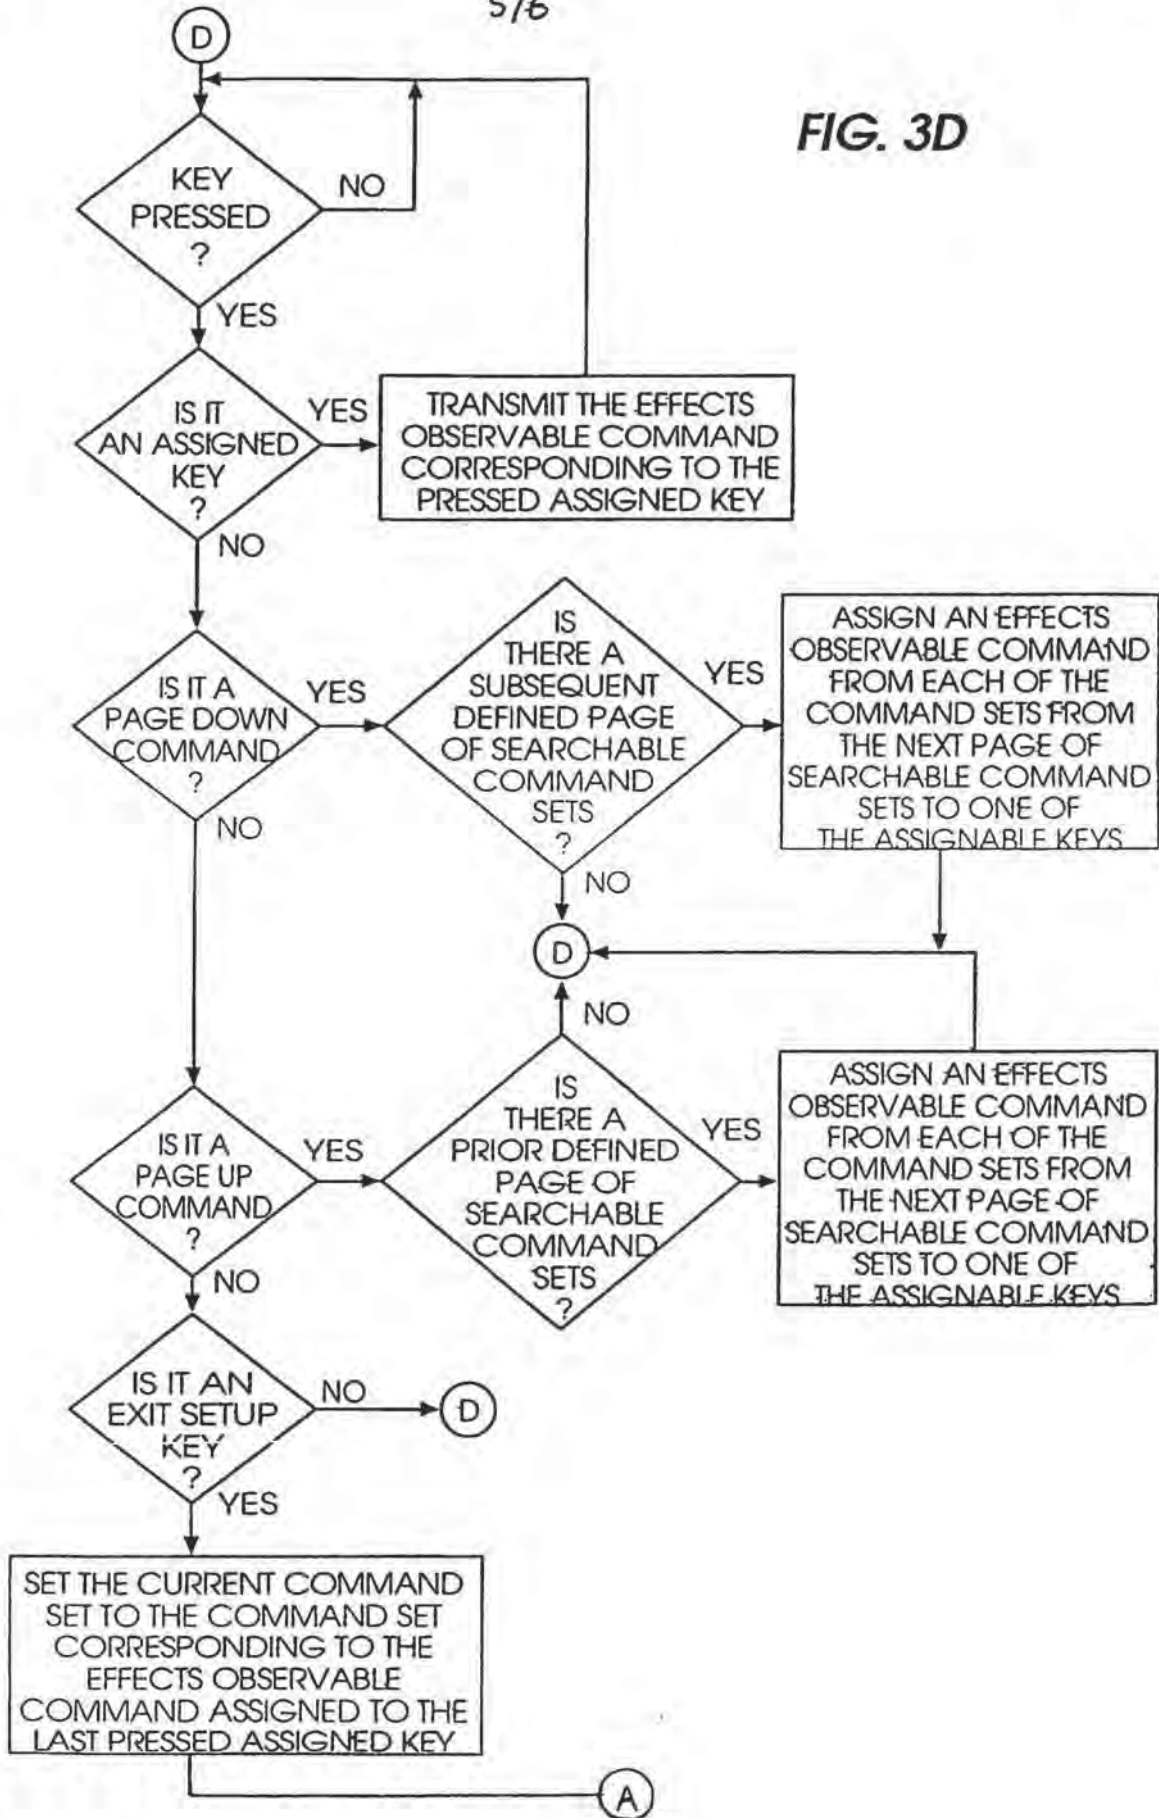 5/6
D
FIG. 3D
KEY
PRESSED
?
NO
YES
IS IT
AN ASSIGNED
KEY
?
YES
TRANSMIT THE EFFECTS
OBSERVABLE COMMAND
CORRESPONDING TO THE
PRESSED ASSIGNED KEY
NO
IS IT A
PAGE DOWN
COMMAND
?
YES
IS
THERE A
SUBSEQUENT
DEFINED PAGE
OF SEARCHABLE
COMMAND
SETS
?
YES
ASSIGN AN EFFECTS
OBSERVABLE COMMAND
FROM EACH OF THE
COMMAND SETS FROM
THE NEXT PAGE OF
SEARCHABLE COMMAND
SETS TO ONE OF
THE ASSIGNABLE KEYS
NO
NO
D
NO
IS IT A
PAGE UP
COMMAND
?
YES
IS
THERE A
PRIOR DEFINED
PAGE OF
SEARCHABLE
COMMAND
SETS
?
YES
ASSIGN AN EFFECTS
OBSERVABLE COMMAND
FROM EACH OF THE
COMMAND SETS FROM
THE NEXT PAGE OF
SEARCHABLE COMMAND
SETS TO ONE OF
THE ASSIGNABLE KEYS
NO
IS IT AN
EXIT SETUP
KEY
?
NO
D
YES
SET THE CURRENT COMMAND
SET TO THE COMMAND SET
CORRESPONDING TO THE
EFFECTS OBSERVABLE
COMMAND ASSIGNED TO THE
LAST PRESSED ASSIGNED KEY
A